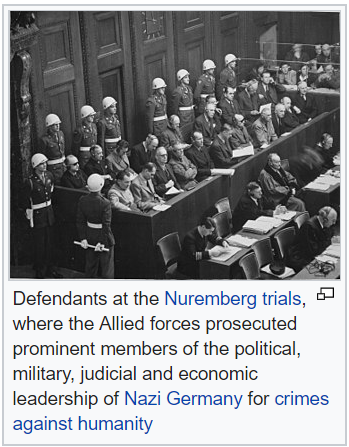 Defendants at the Nuremberg trials,
where the Allied forces prosecuted
prominent members of the political,
military, judicial and economic
leadership of Nazi Germany for crimes
against humanity